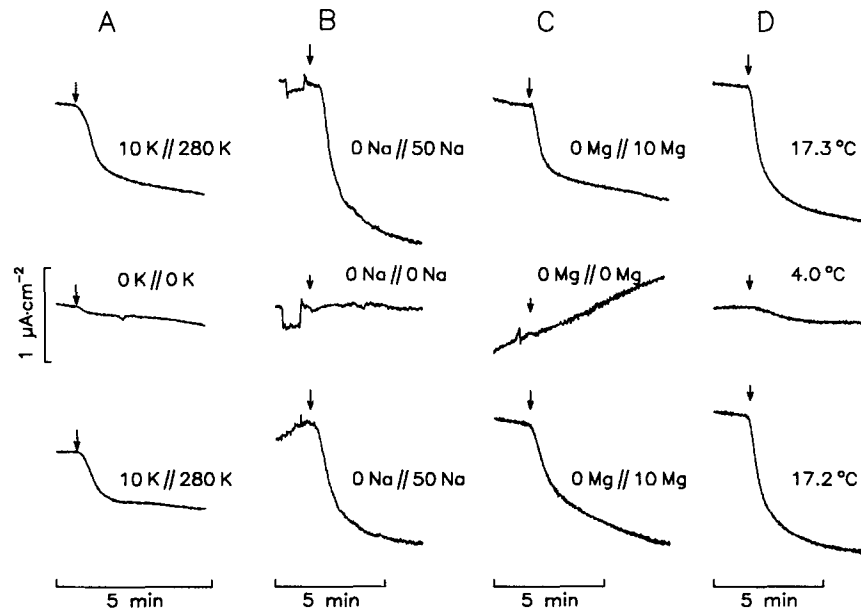 A B C D
10 K // 280 K 0 Na // 50 Na 0 Mg // 10 Mg 17.3 °C
0 K // 0 K 0 Na // 0 Na 0 Mg // 0 Mg 4.0 °C
1 μA·cm⁻²
10 K // 280 K 0 Na // 50 Na 0 Mg // 10 Mg 17.2 °C
5 min 5 min 5 min 5 min